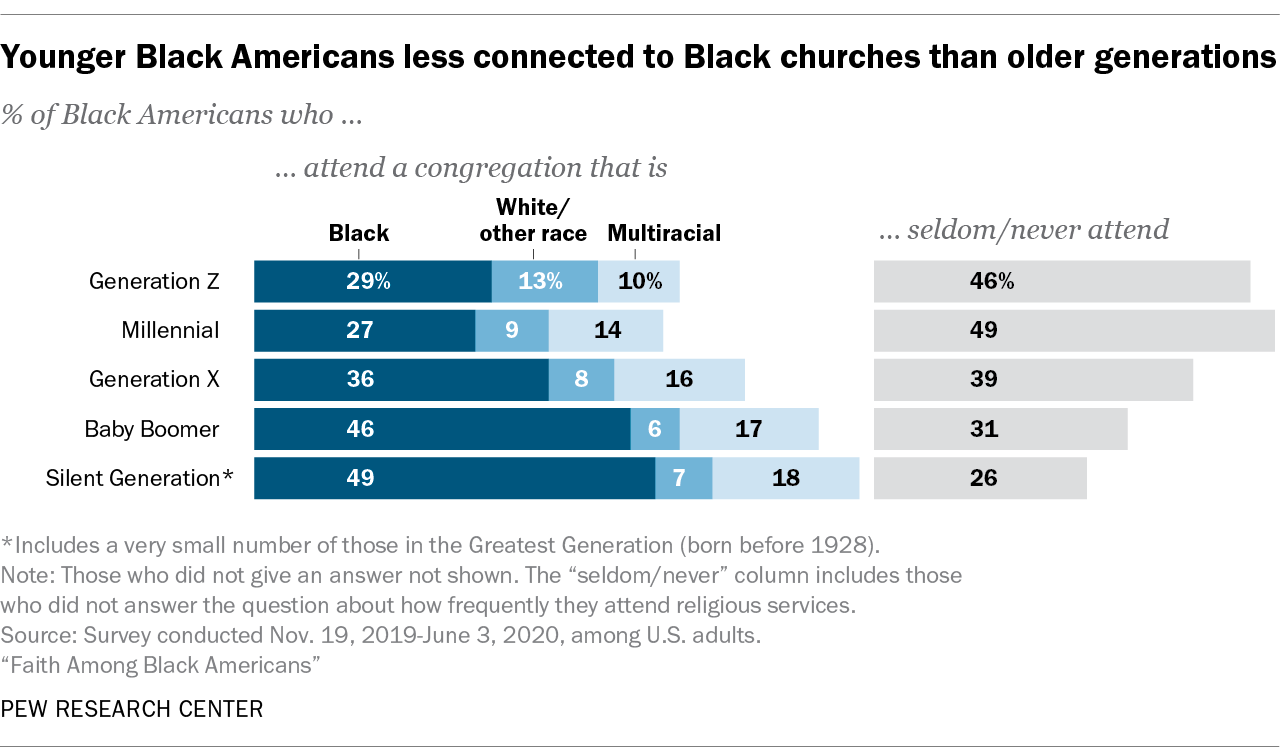 Younger Black Americans less connected to Black churches than older generations
% of Black Americans who ...
... attend a congregation that is
Black
White/
other race
Multiracial
... seldom/never attend
Generation Z 29% 13% 10% 46%
Millennial 27 9 14 49
Generation X 36 8 16 39
Baby Boomer 46 6 17 31
Silent Generation* 49 7 18 26
*Includes a very small number of those in the Greatest Generation (born before 1928).
Note: Those who did not give an answer not shown. The “seldom/never” column includes those
who did not answer the question about how frequently they attend religious services.
Source: Survey conducted Nov. 19, 2019-June 3, 2020, among U.S. adults.
“Faith Among Black Americans”
PEW RESEARCH CENTER